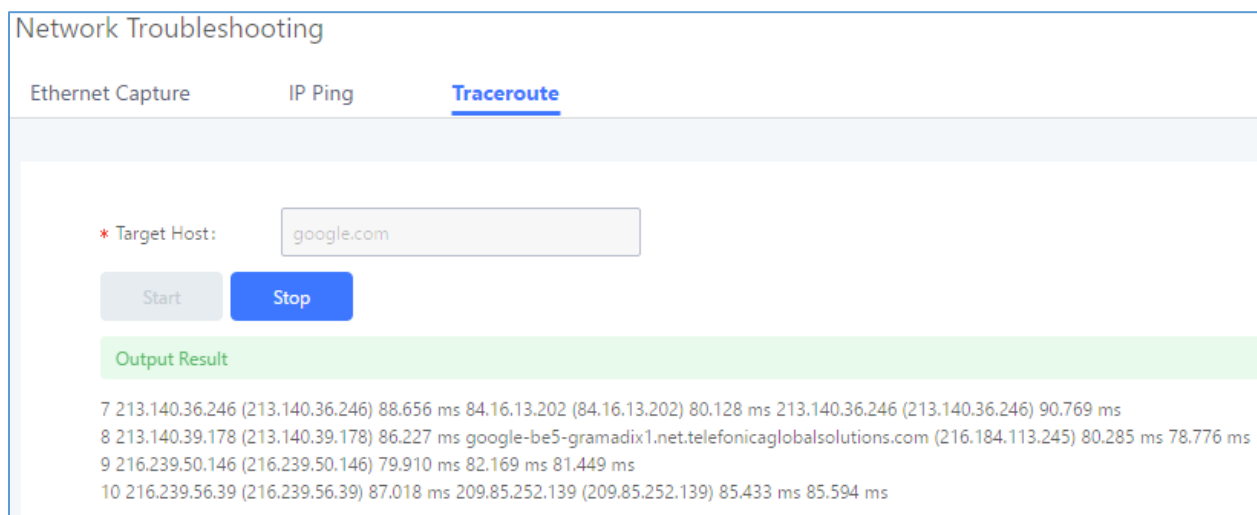 Network Troubleshooting
Ethernet Capture IP Ping Traceroute
* Target Host: google.com
Start Stop
Output Result
7 213.140.36.246 (213.140.36.246) 88.656 ms 84.16.13.202 (84.16.13.202) 80.128 ms 213.140.36.246 (213.140.36.246) 90.769 ms
8 213.140.39.178 (213.140.39.178) 86.227 ms google-be5-gramadix1.net.telefonicaglobalsolutions.com (216.184.113.245) 80.285 ms 78.776 ms
9 216.239.50.146 (216.239.50.146) 79.910 ms 82.169 ms 81.449 ms
10 216.239.56.39 (216.239.56.39) 87.018 ms 209.85.252.139 (209.85.252.139) 85.433 ms 85.594 ms